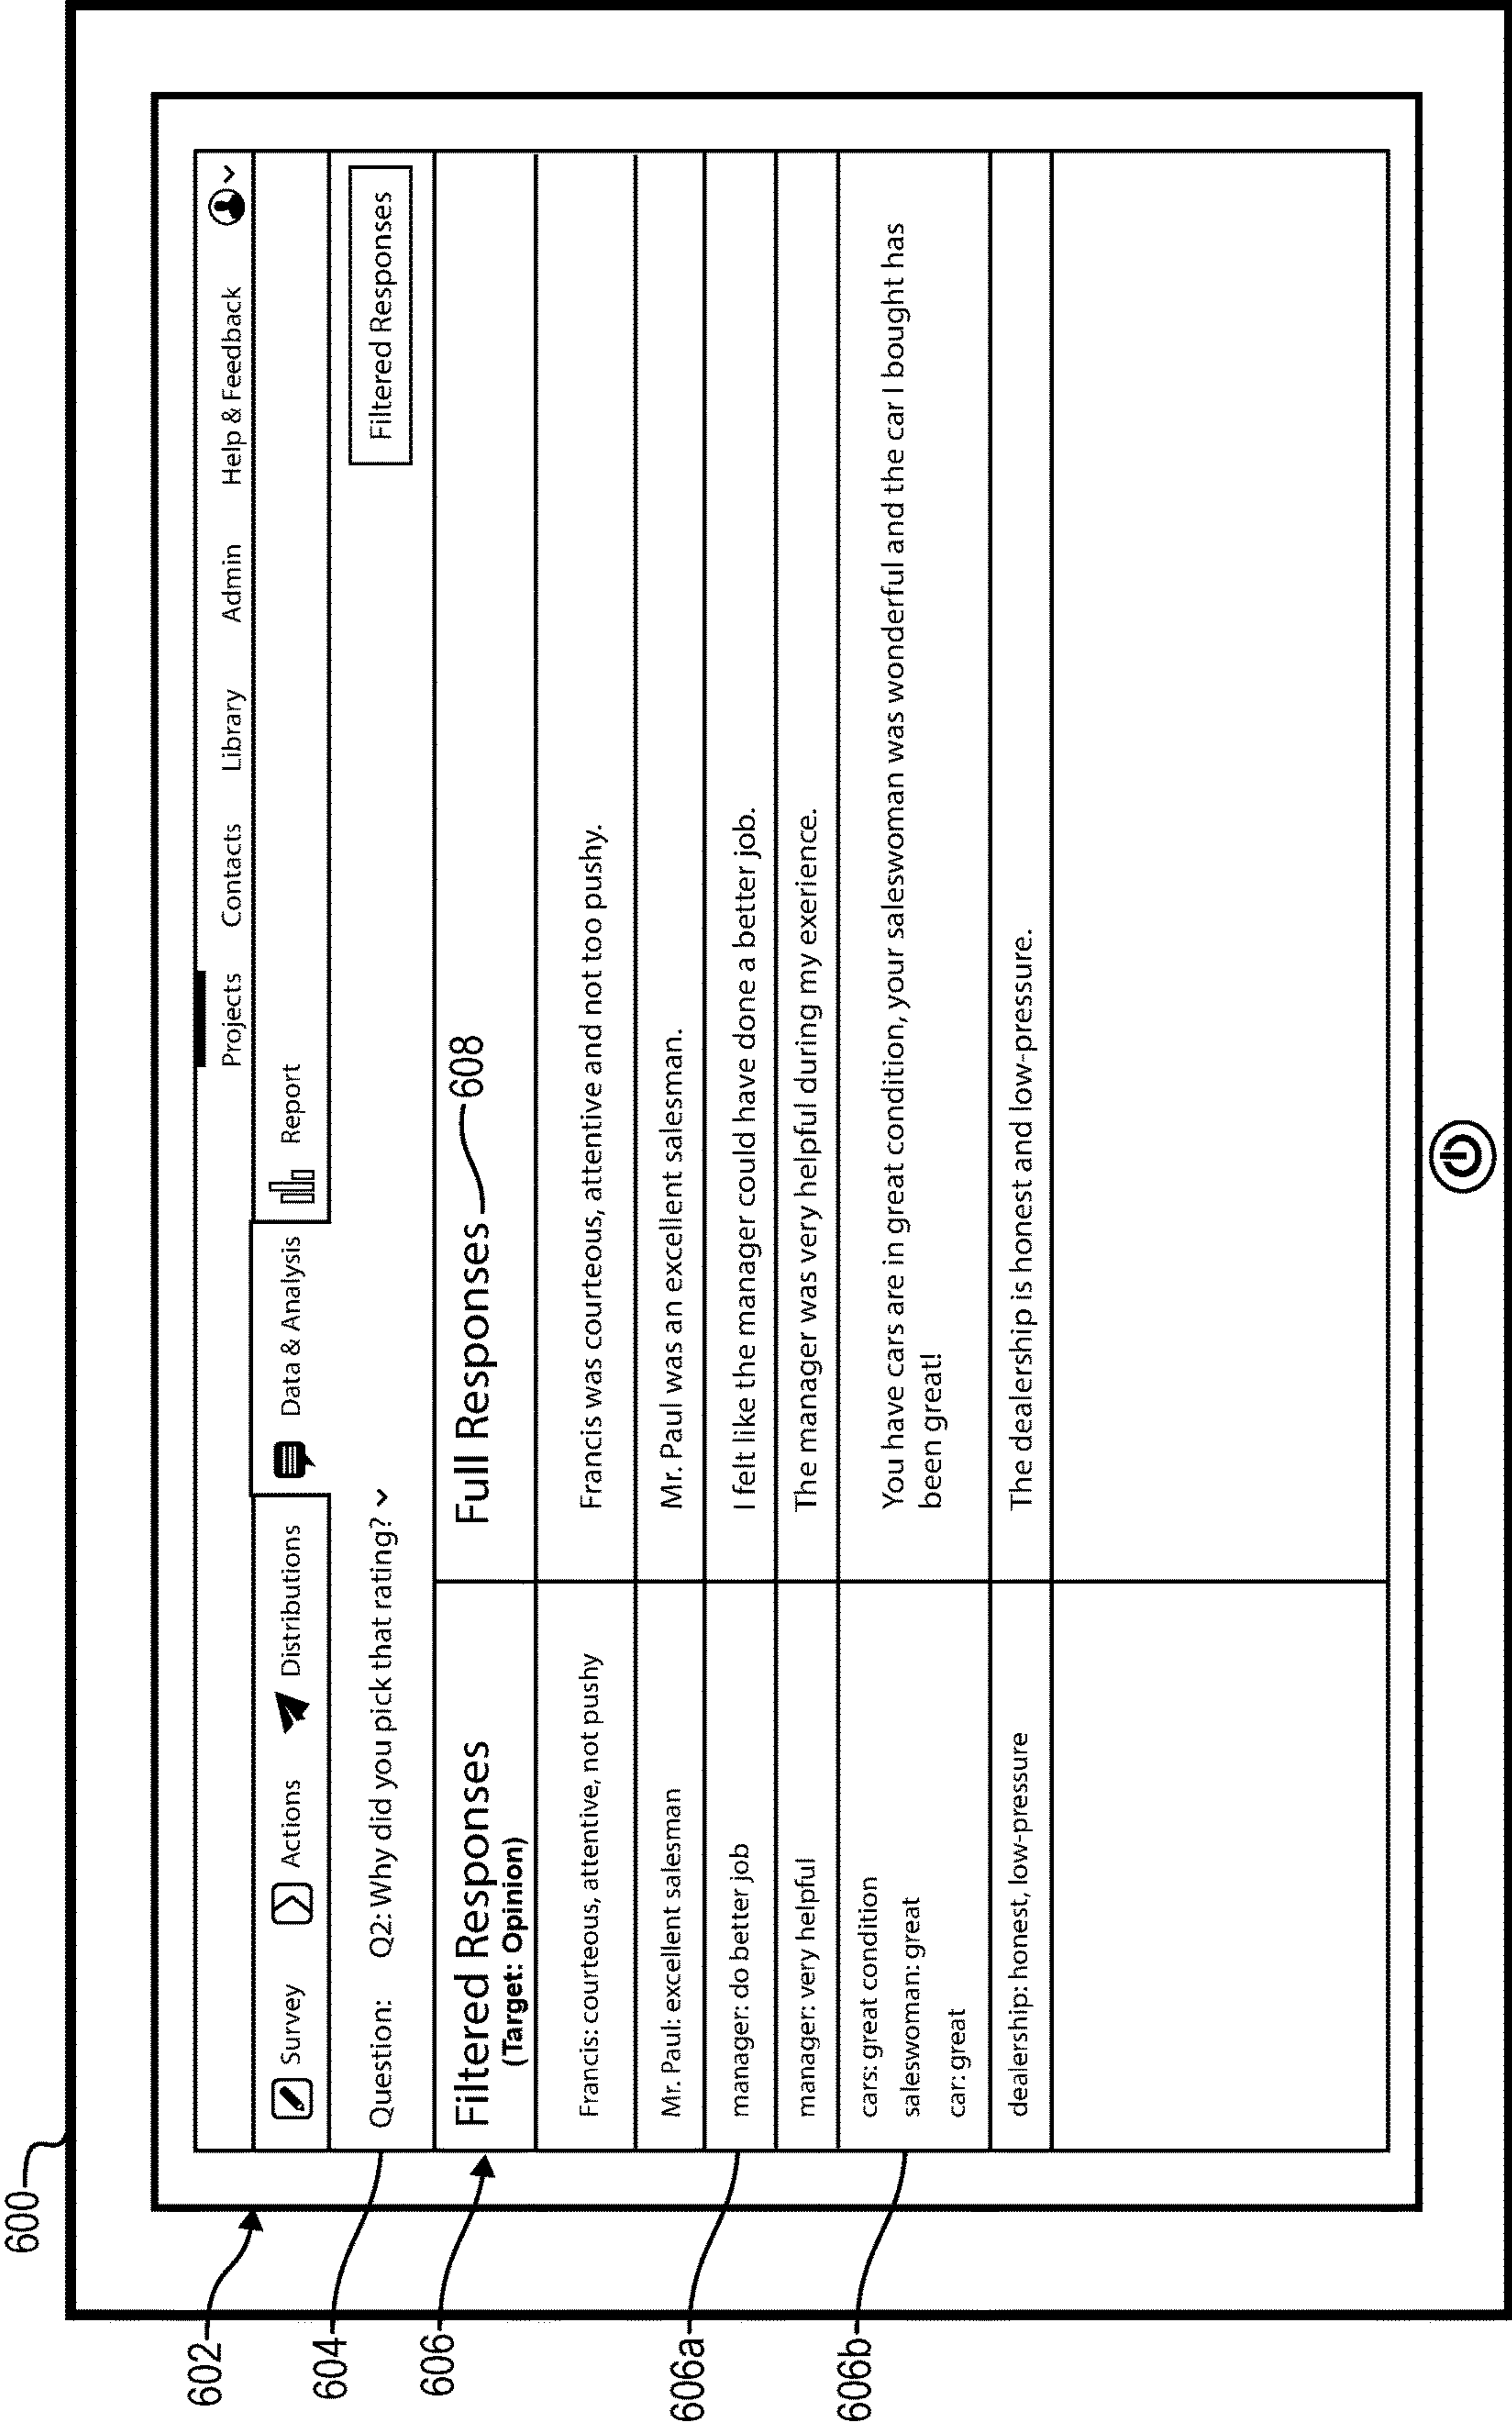 600
602
Projects Contacts Library Admin Help & Feedback
Survey Actions Distributions Data & Analysis Report
604
Question: Q2: Why did you pick that rating? Filtered Responses
606
Filtered Responses Full Responses 608
(Target: Opinion)
Francis: courteous, attentive, not pushy Francis was courteous, attentive and not too pushy.
Mr. Paul: excellent salesman Mr. Paul was an excellent salesman.
606a
manager: do better job I felt like the manager could have done a better job.
manager: very helpful The manager was very helpful during my exerience.
606b
cars: great condition You have cars are in great condition, your saleswoman was wonderful and the car I bought has
saleswoman: great been great!
car: great
dealership: honest, low-pressure The dealership is honest and low-pressure.